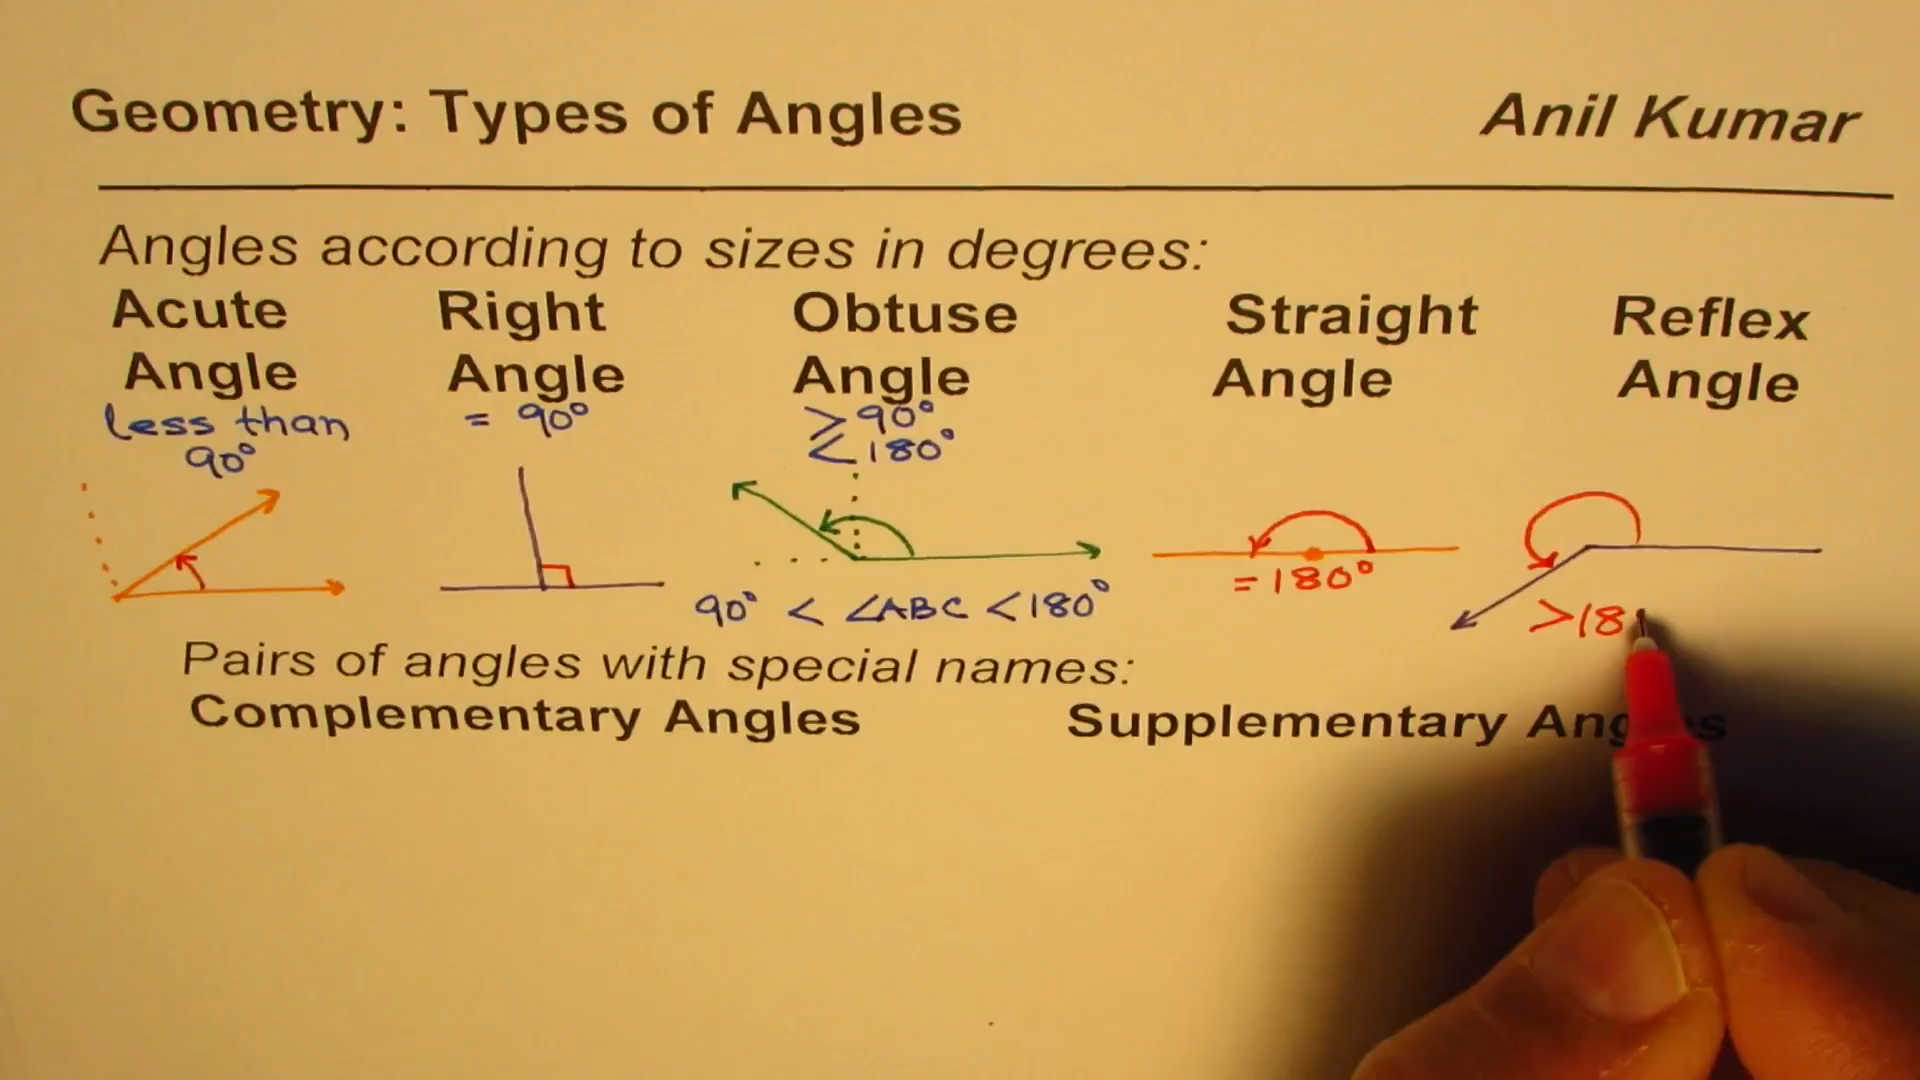 Geometry: Types of Angles
Anil Kumar
Angles according to sizes in degrees:
Acute Angle
less than 90°
Right Angle
= 90°
Obtuse Angle
>90°
<180°
90° < ∠ABC <180°
Straight Angle
=180°
Reflex Angle
>18
Pairs of angles with special names:
Complementary Angles
Supplementary Angles